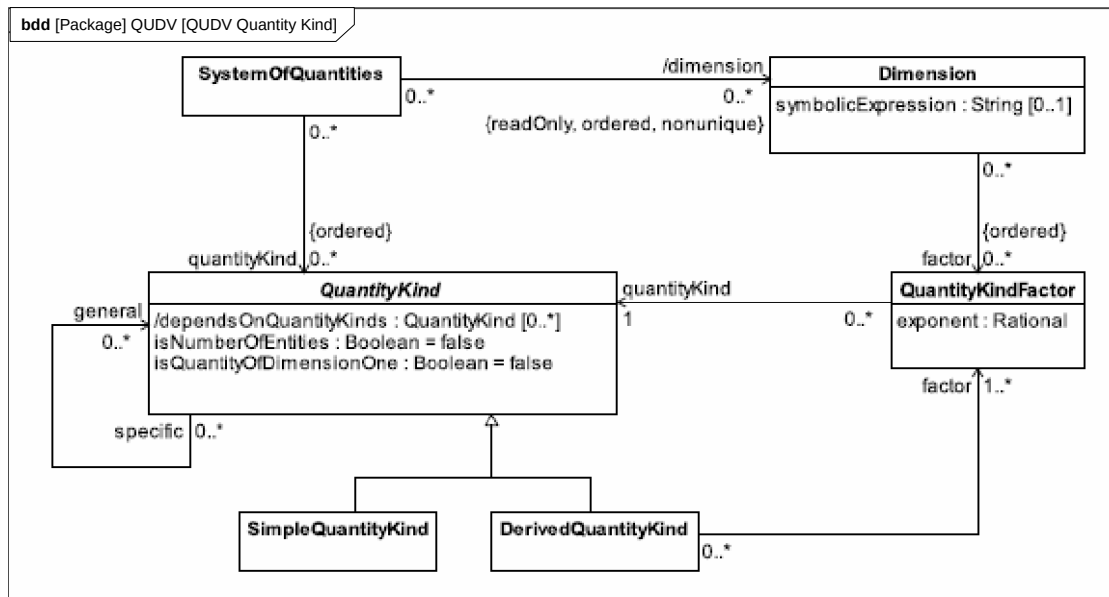 bdd [Package] QUDV [QUDV Quantity Kind]
SystemOfQuantities
/dimension
Dimension
0..*
0..*
symbolicExpression : String [0..1]
{readOnly, ordered, nonunique}
0..*
0..*
{ordered}
{ordered}
quantityKind
0..*
factor
0..*
QuantityKind
quantityKind
QuantityKindFactor
general
/dependsOnQuantityKinds : QuantityKind [0..*]
1
0..*
exponent : Rational
0..*
isNumberOfEntities : Boolean = false
isQuantityOfDimensionOne : Boolean = false
factor
1..*
specific
0..*
SimpleQuantityKind
DerivedQuantityKind
0..*